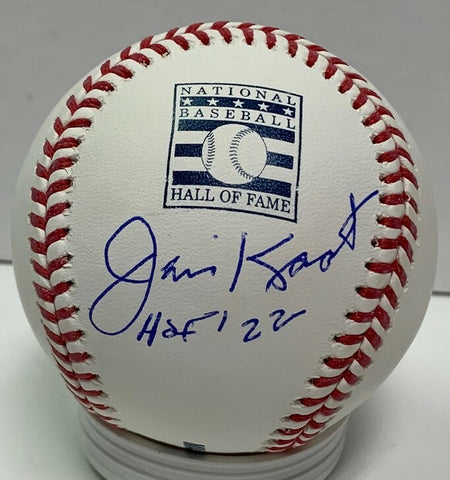 NATIONAL
BASEBALL
HALL OF FAME
Jim Kaat
HOF '22